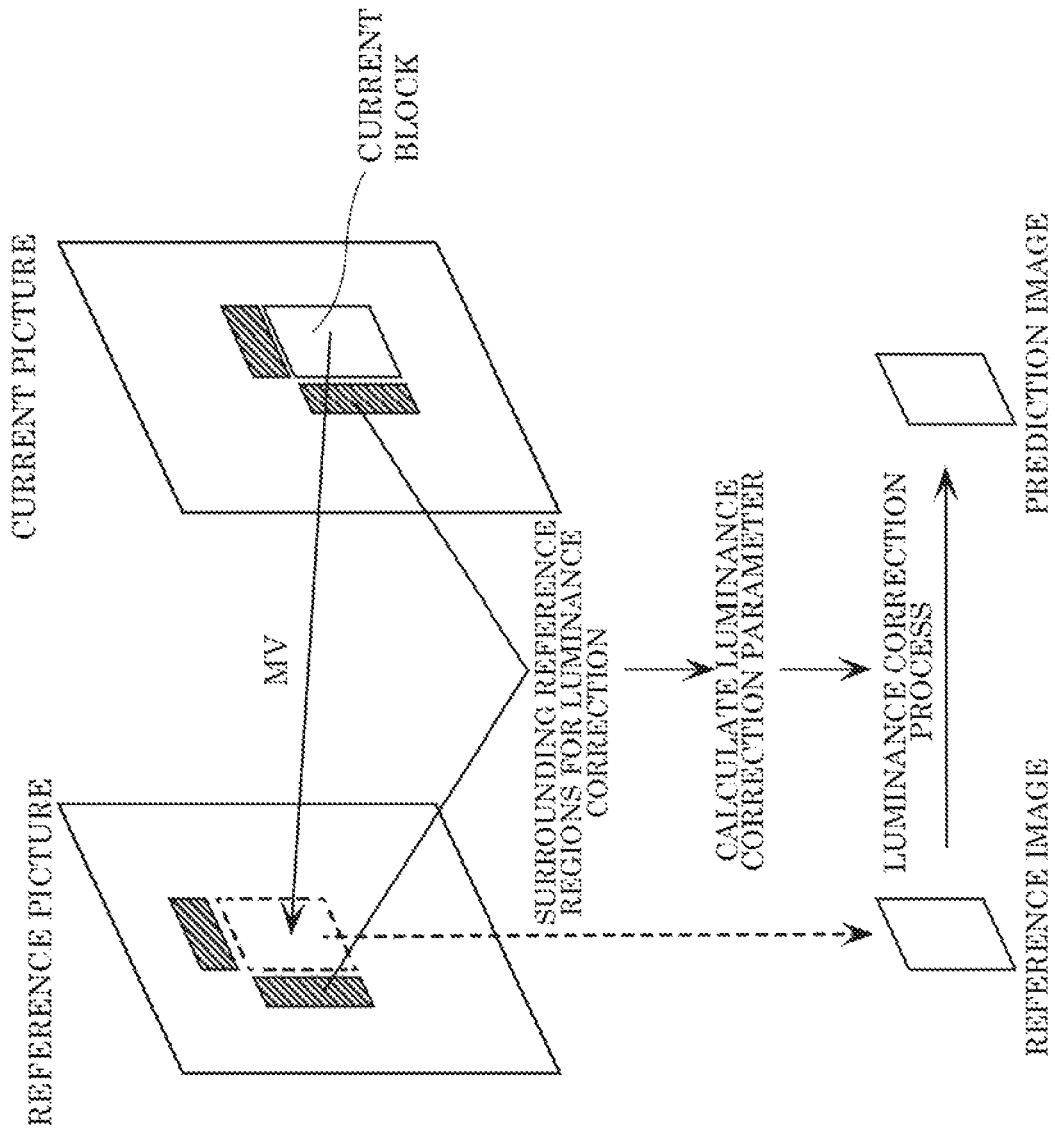 REFERENCE PICTURE
CURRENT PICTURE
MV
CURRENT
BLOCK
SURROUNDING REFERENCE
REGIONS FOR LUMINANCE
CORRECTION
CALCULATE LUMINANCE
CORRECTION PARAMETER
LUMINANCE CORRECTION
PROCESS
REFERENCE IMAGE
PREDICTION IMAGE